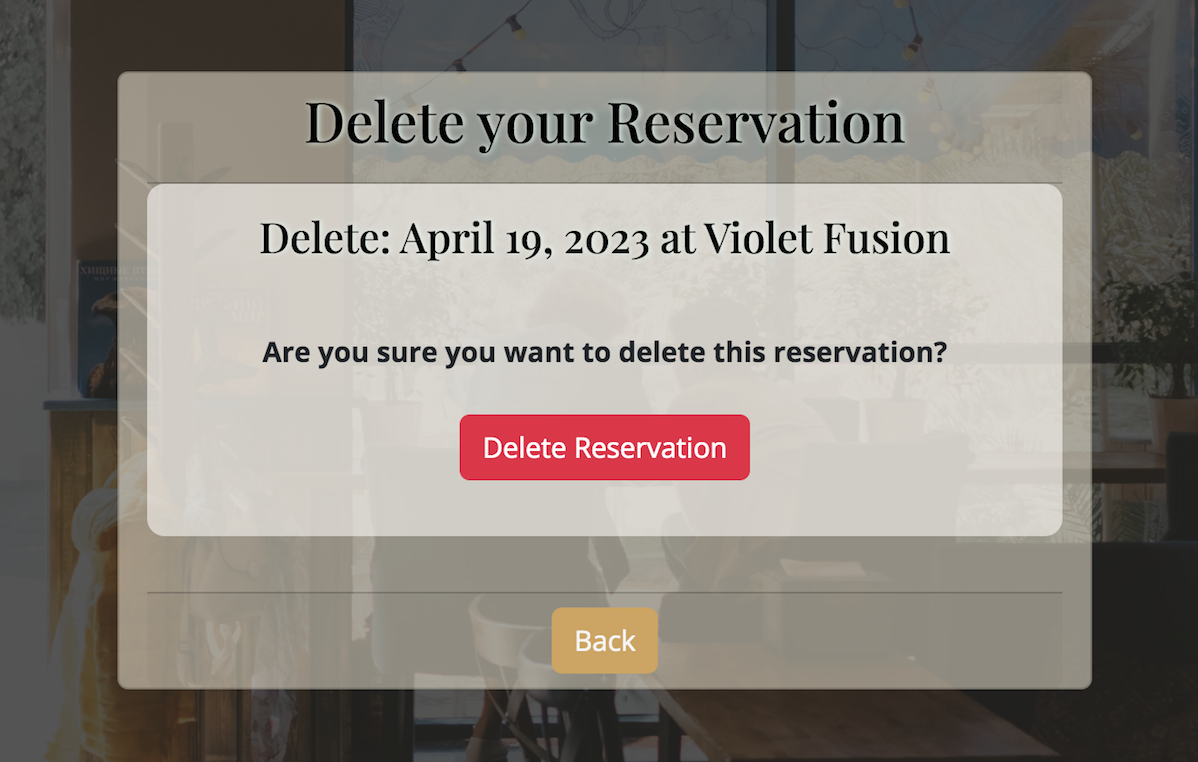 Delete your Reservation
Delete: April 19, 2023 at Violet Fusion
Are you sure you want to delete this reservation?
Delete Reservation
Back